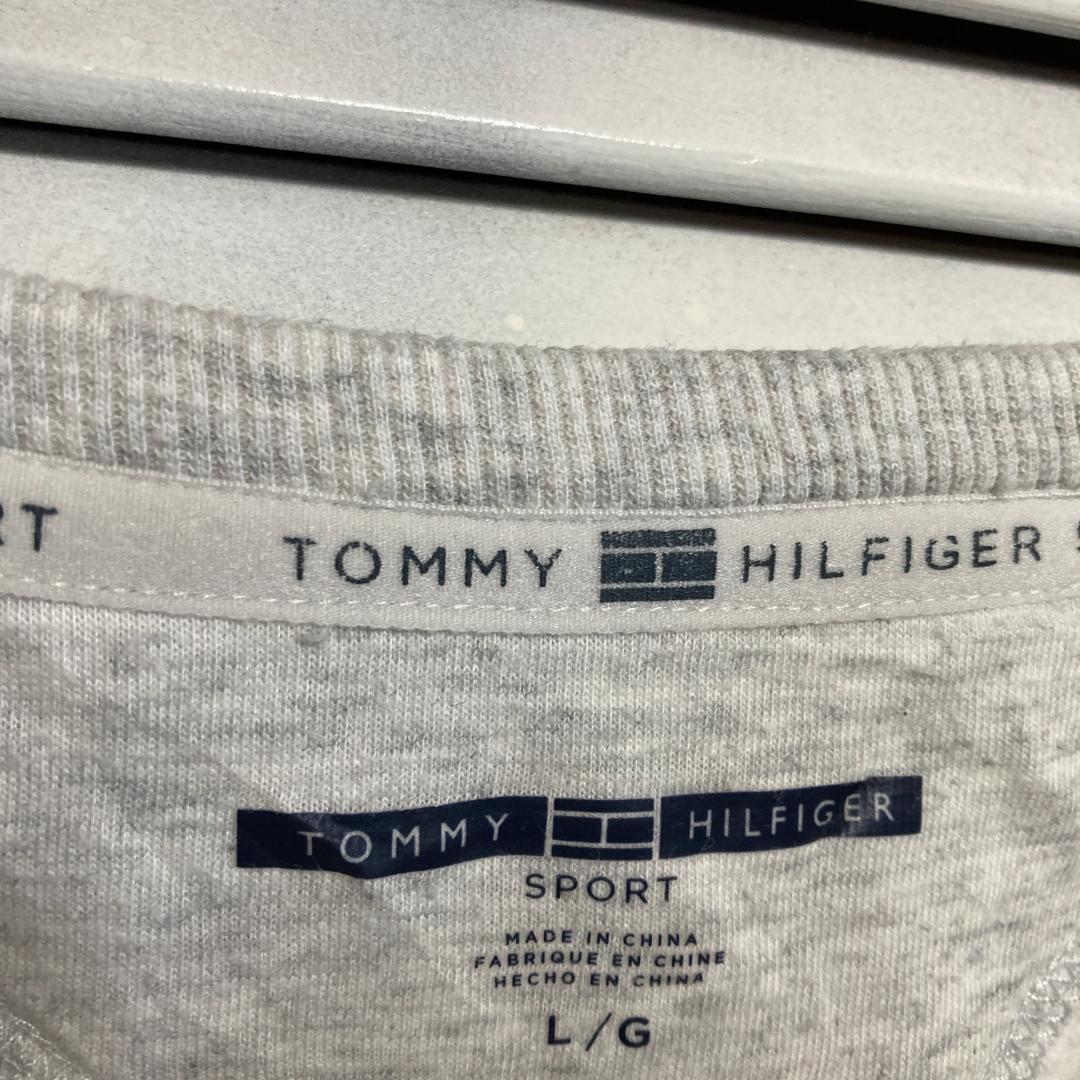 RT TOMMY HILFIGER S
TOMMY HILFIGER
SPORT
MADE IN CHINA
FABRIQUE EN CHINE
HECHO EN CHINA
L/G